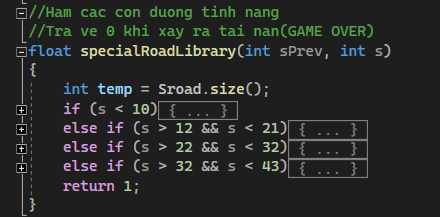 //Ham cac con duong tinh nang
//Tra ve 0 khi xay ra tai nan(GAME OVER)
float specialRoadLibrary(int sPrev, int s)
{
int temp = Sroad.size();
if (s < 10){ ... }
else if (s > 12 && s < 21){ ... }
else if (s > 22 && s < 32){ ... }
else if (s > 32 && s < 43){ ... }
return 1;
}